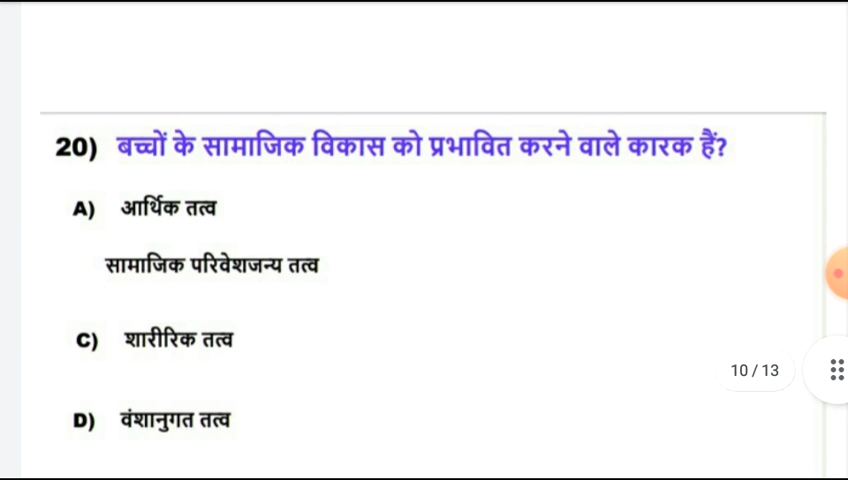 20) बच्चों के सामाजिक विकास को प्रभावित करने वाले कारक हैं?
A) आर्थिक तत्व
सामाजिक परिवेशजन्य तत्व
C) शारीरिक तत्व
10 / 13
D) वंशानुगत तत्व